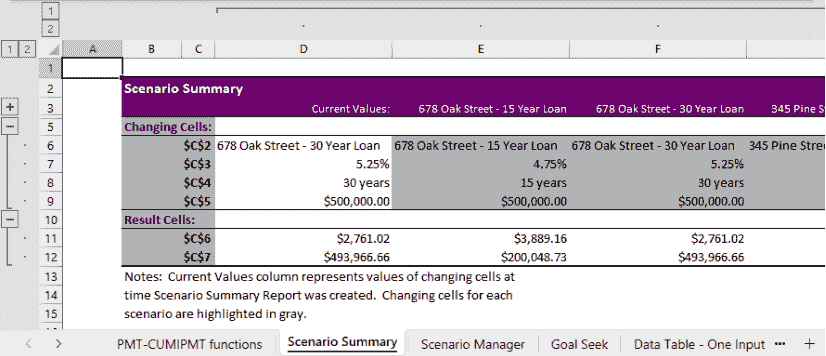 1
2
1 2 A B C D E F
1
2 Scenario Summary
3 Current Values: 678 Oak Street - 15 Year Loan 678 Oak Street - 30 Year Loan 345 Pine S
5 Changing Cells:
6 $C$2 678 Oak Street - 30 Year Loan 678 Oak Street - 15 Year Loan 678 Oak Street - 30 Year Loan 345 Pine Stree
7 $C$3 5.25% 4.75% 5.25%
8 $C$4 30 years 15 years 30 years
9 $C$5 $500,000.00 $500,000.00 $500,000.00
10 Result Cells:
11 $C$6 $2,761.02 $3,889.16 $2,761.02
12 $C$7 $493,966.66 $200,048.73 $493,966.66
13 Notes: Current Values column represents values of changing cells at
14 time Scenario Summary Report was created. Changing cells for each
15 scenario are highlighted in gray.
PMT-CUMIPMT functions Scenario Summary Scenario Manager Goal Seek Data Table - One Input